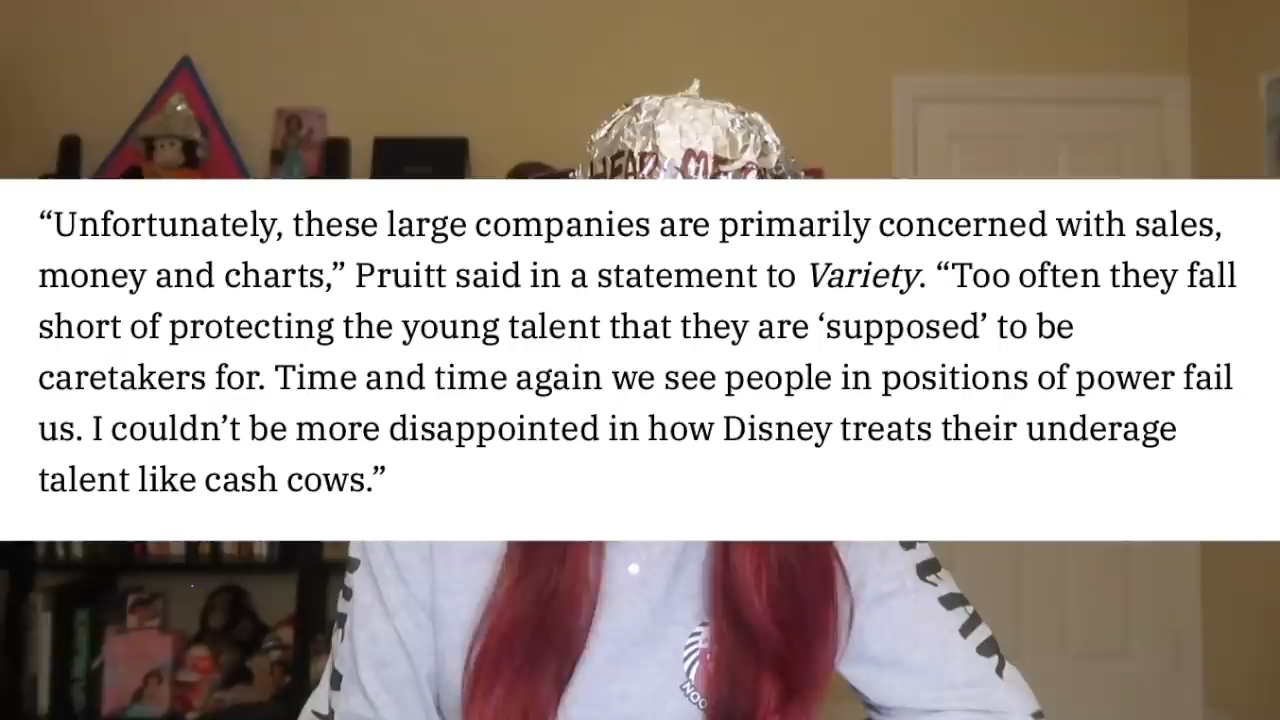 HEAR ME O
“Unfortunately, these large companies are primarily concerned with sales,
money and charts,” Pruitt said in a statement to Variety. “Too often they fall
short of protecting the young talent that they are ‘supposed’ to be
caretakers for. Time and time again we see people in positions of power fail
us. I couldn’t be more disappointed in how Disney treats their underage
talent like cash cows.”